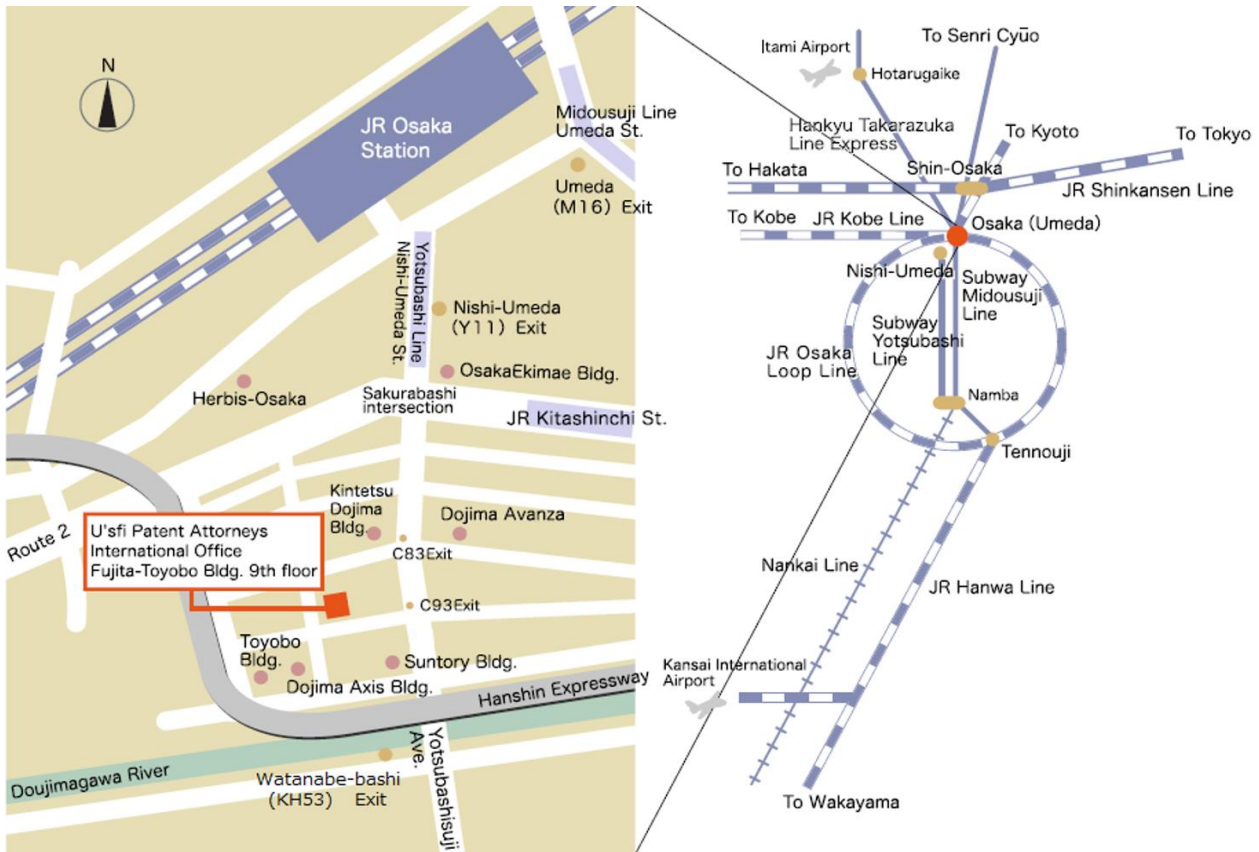 N
JR Osaka
Station
Midousuji Line
Umeda St.
Umeda
(M16) Exit
Yotsubashi Line
Nishi-Umeda St.
Nishi-Umeda
(Y11) Exit
OsakaEkimae Bldg.
Herbis-Osaka
Sakurabashi
intersection
JR Kitashinchi St.
Kintetsu
Dojima
Bldg.
Dojima Avanza
Route 2
U'sfi Patent Attorneys
International Office
Fujita-Toyobo Bldg. 9th floor
C83Exit
C93Exit
Toyobo
Bldg.
Suntory Bldg.
Dojima Axis Bldg.
Hanshin Expressway
Doujimagawa River
Watanabe-bashi
(KH53) Exit
Yotsubashisuji
Ave.
Itami Airport
To Senri Cyūo
Hotarugaike
Hankyu Takarazuka
Line Express
To Kyoto
To Tokyo
To Hakata
Shin-Osaka
JR Shinkansen Line
To Kobe
JR Kobe Line
Osaka (Umeda)
Nishi-Umeda
Subway
Midousuji
Line
Subway
Yotsubashi
Line
JR Osaka
Loop Line
Namba
Tennouji
Nankai Line
JR Hanwa Line
Kansai International
Airport
To Wakayama